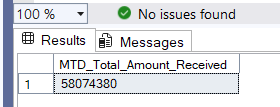 100 %
No issues found
Results
Messages
MTD_Total_Amount_Received
1
58074380